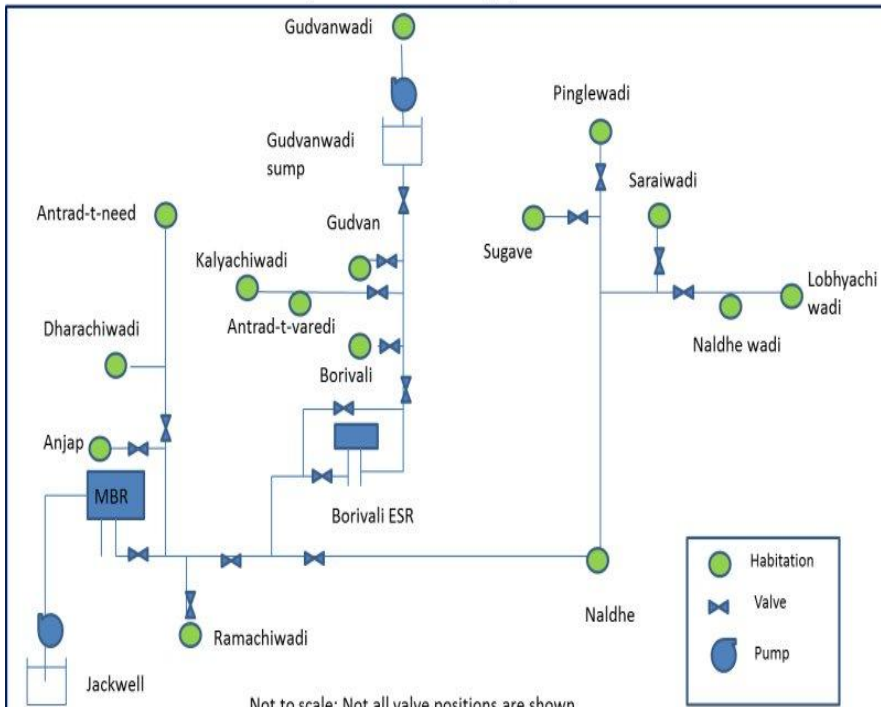 Gudvanwadi
Pinglewadi
Gudvanwadi
sump
Saraiwadi
Antrad-t-need
Gudvan
Sugave
Kalyachiwadi
Lobhyachi
wadi
Antrad-t-varedi
Dharachiwadi
Naldhe wadi
Borivali
Anjap
MBR
Borivali ESR
Habitation
Valve
Naldhe
Ramachiwadi
Pump
Jackwell
Not to scale: Not all valve positions are shown